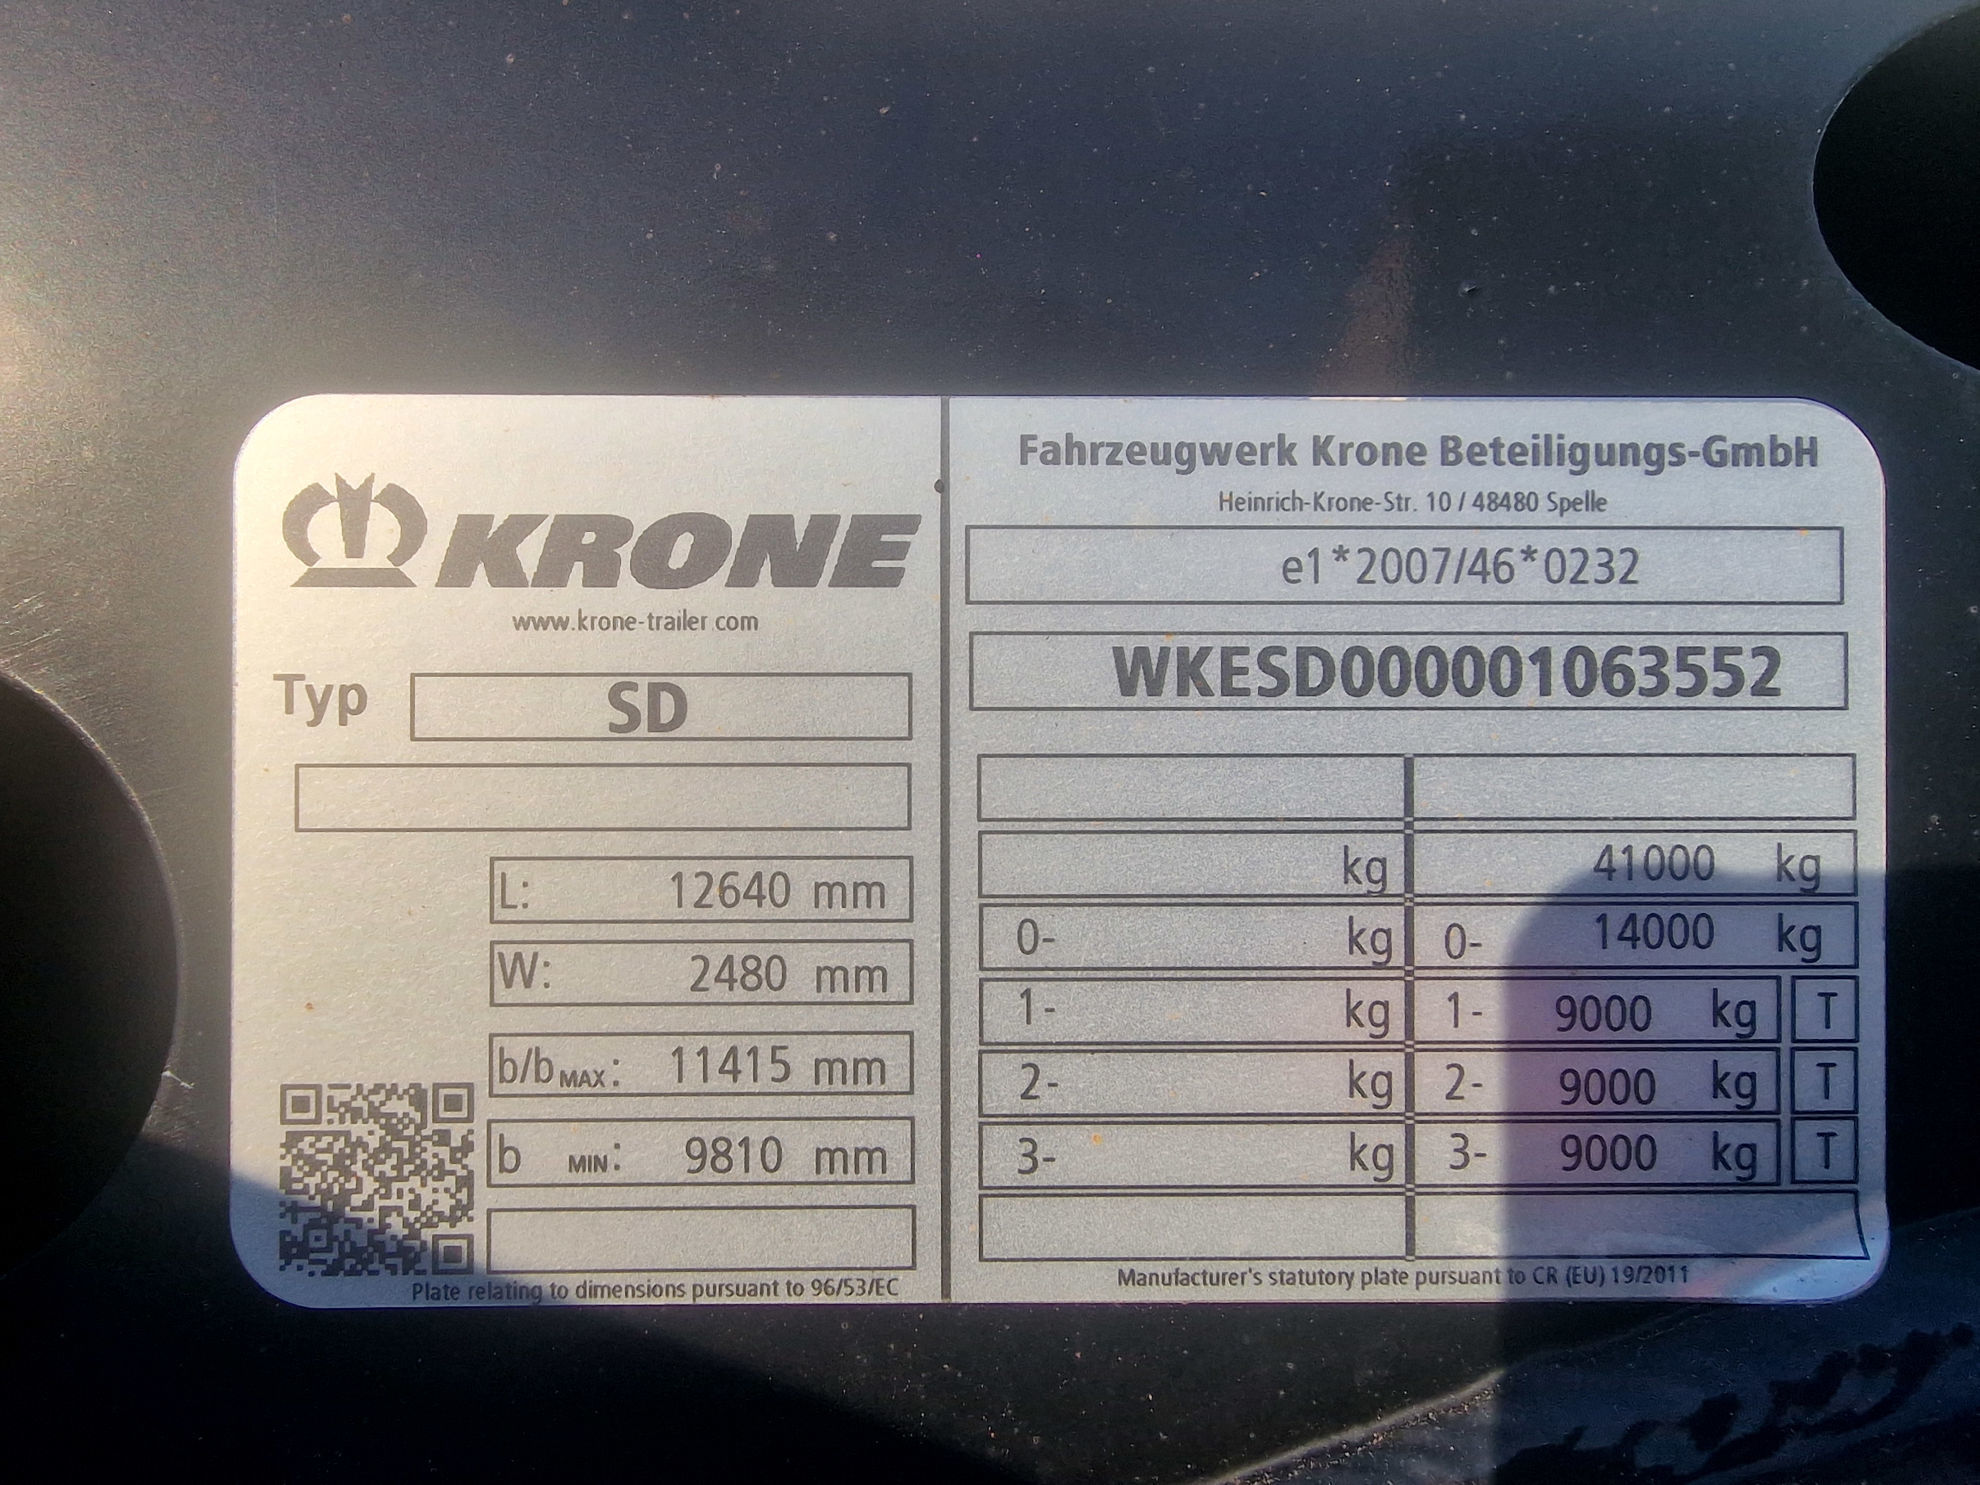 KRONE
www.krone-trailer.com
Typ SD
L: 12640 mm
W: 2480 mm
b/b MAX: 11415 mm
b MIN: 9810 mm
Plate relating to dimensions pursuant to 96/53/EC
Fahrzeugwerk Krone Beteiligungs-GmbH
Heinrich-Krone-Str. 10 / 48480 Spelle
e1*2007/46*0232
WKESD000001063552
kg 41000 kg
0- kg 0- 14000 kg
1- kg 1- 9000 kg T
2- kg 2- 9000 kg T
3- kg 3- 9000 kg T
Manufacturer's statutory plate pursuant to CR (EU) 19/2011